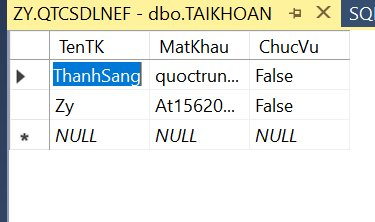 ZY.QTCSDLNEF - dbo.TAIKHOAN SQ
TenTK MatKhau ChucVu
ThanhSang quoctrun... False
Zy At15620... False
NULL NULL NULL